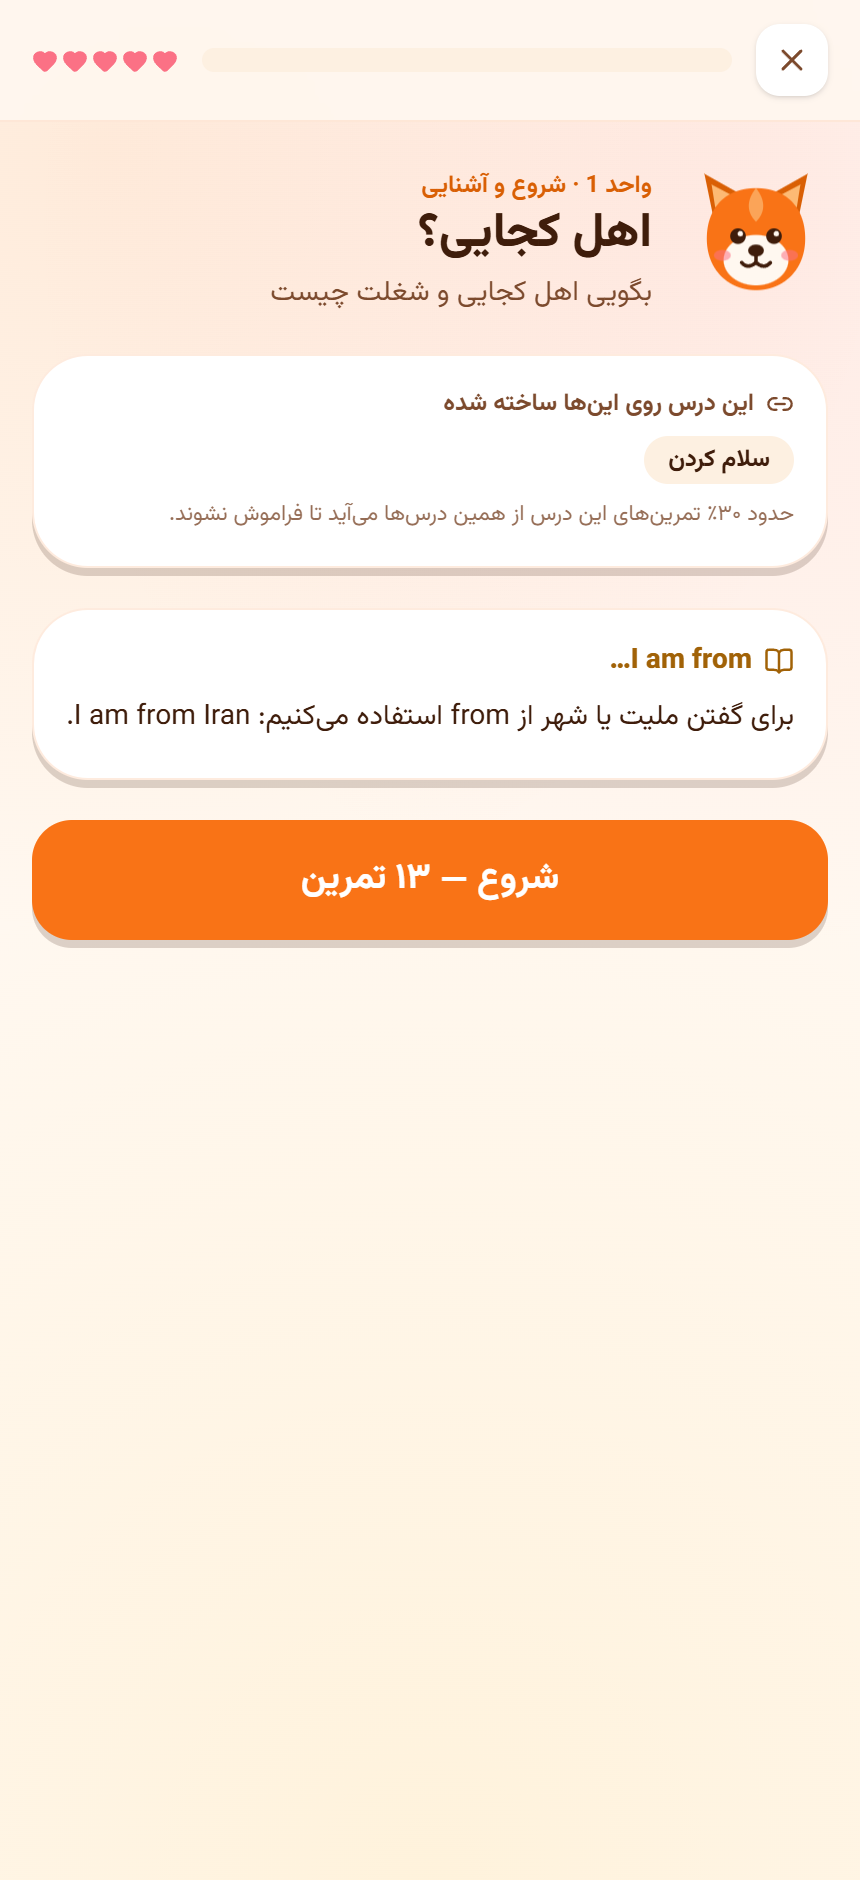 واحد 1 · شروع و آشنایی
اهل کجایی؟
بگویی اهل کجایی و شغلت چیست
این درس روی این‌ها ساخته شده
سلام کردن
حدود ۳۰٪ تمرین‌های این درس از همین درس‌ها می‌آید تا فراموش نشوند.
I am from...
برای گفتن ملیت یا شهر از from استفاده می‌کنیم: I am from Iran.
شروع — ۱۳ تمرین